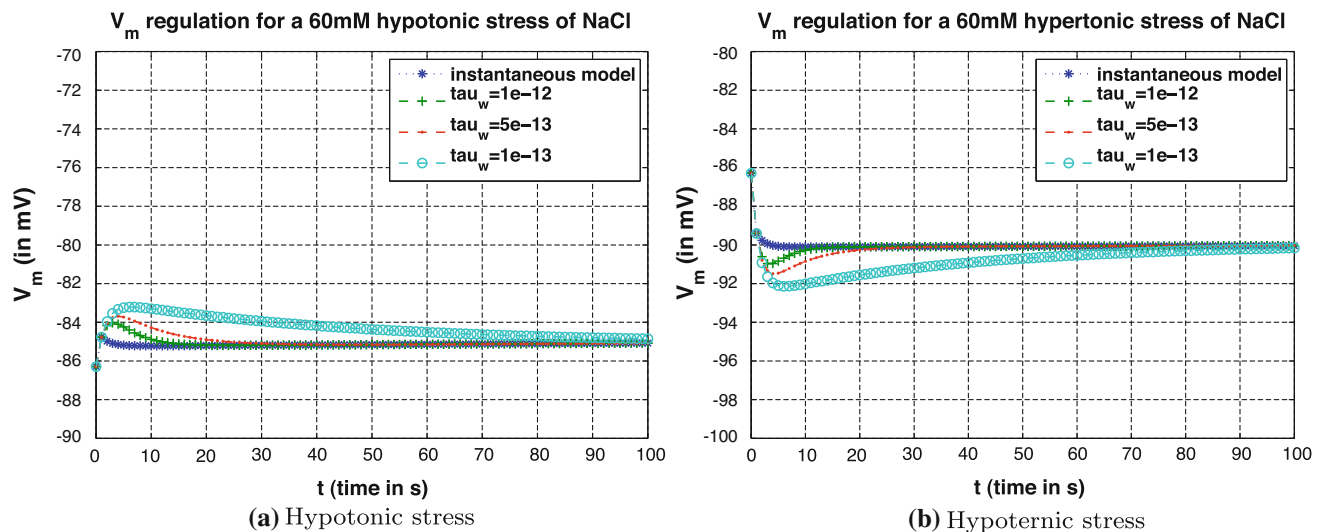 V_m regulation for a 60mM hypotonic stress of NaCl
-70
-72
-74
-76
-78
-80
-82
-84
-86
-88
-90
V_m (in mV)
instantaneous model
tau_w=1e−12
tau_w=5e−13
tau_w=1e−13
0 10 20 30 40 50 60 70 80 90 100
t (time in s)
(a) Hypotonic stress
V_m regulation for a 60mM hypertonic stress of NaCl
-80
-82
-84
-86
-88
-90
-92
-94
-95
-98
-100
V_m (in mV)
instantaneous model
tau_w=1e−12
tau_w=5e−13
tau_w=1e−13
0 10 20 30 40 50 60 70 80 90 100
t (time in s)
(b) Hypoternic stress